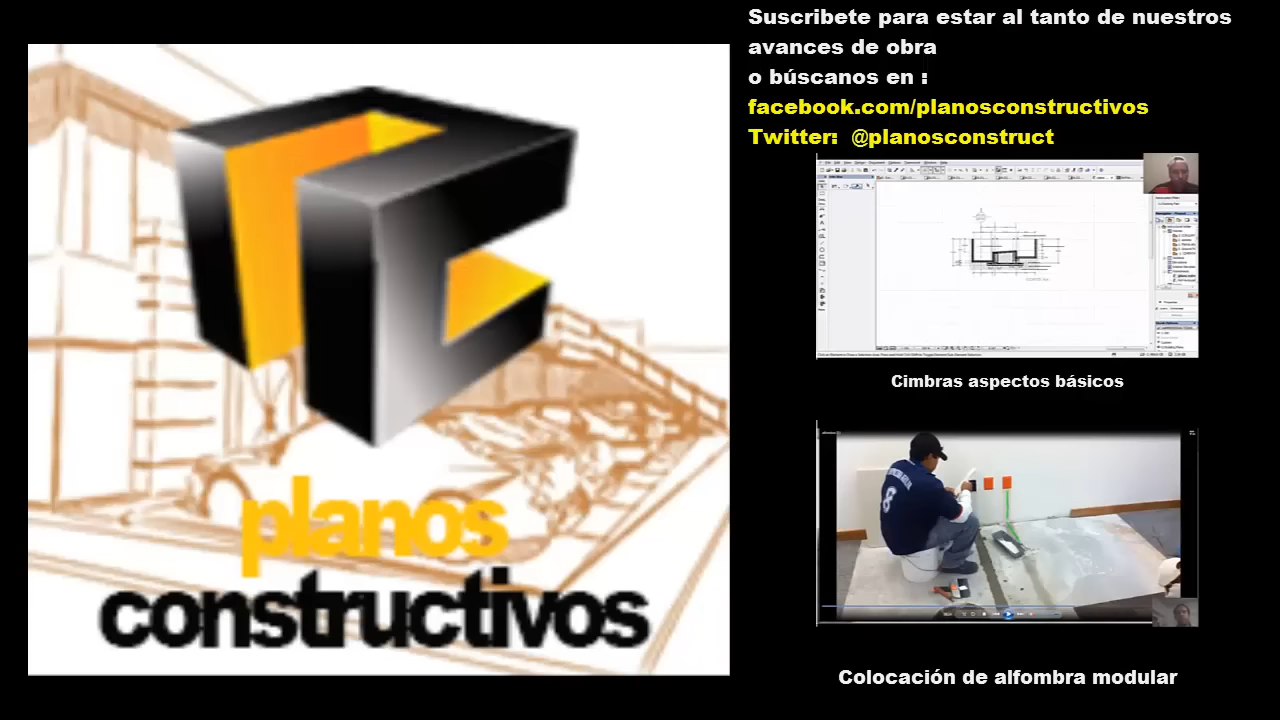 Suscribete para estar al tanto de nuestros
avances de obra
o búscanos en :
facebook.com/planosconstructivos
Twitter:  @planosconstruct
Cimbras aspectos básicos
planos
constructivos
8
Colocación de alfombra modular